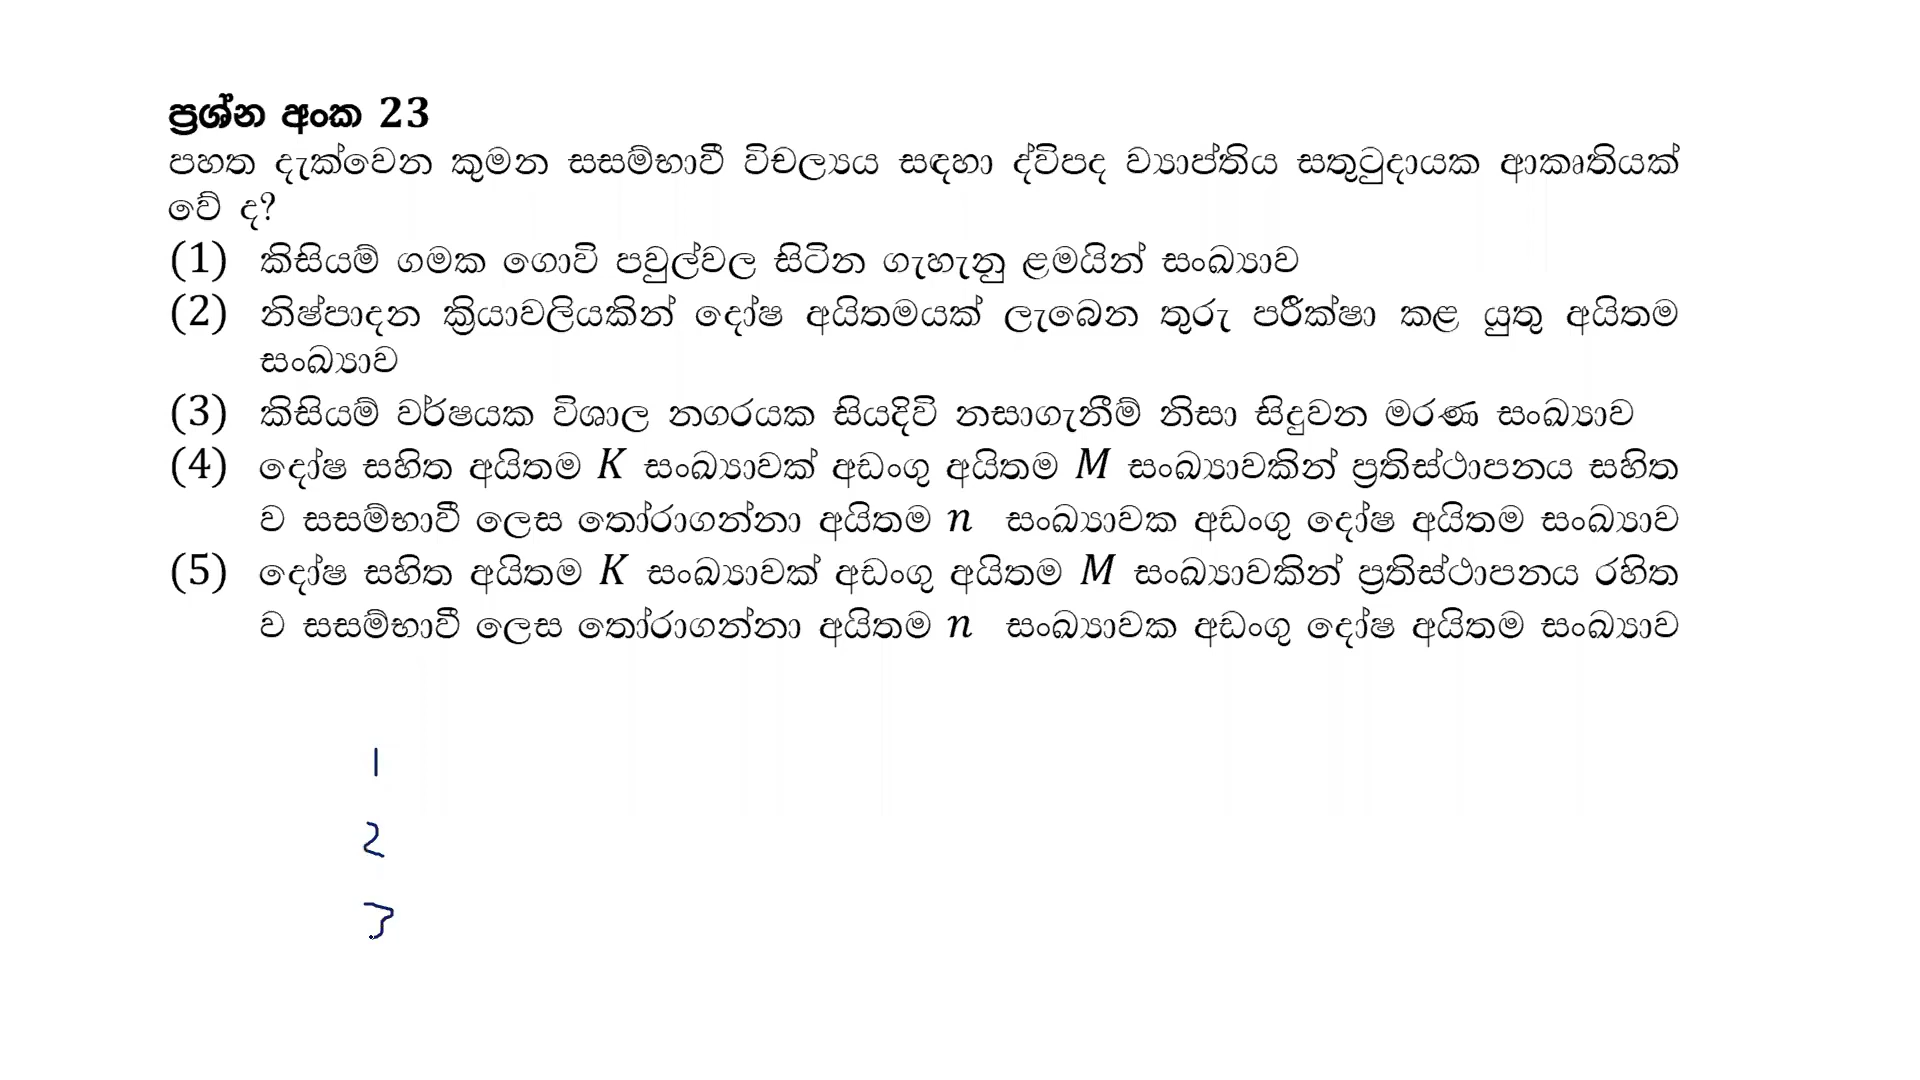 ප්‍රශ්න අංක 23
පහත දැක්වෙන කුමන සසම්භාවී විචල්‍යය සඳහා ද්විපද ව්‍යාප්තිය සතුටුදායක ආකෘතියක්
වේ ද?
(1) කිසියම් ගමක ගොවි පවුල්වල සිටින ගැහැනු ළමයින් සංඛ්‍යාව
(2) නිෂ්පාදන ක්‍රියාවලියකින් දෝෂ අයිතමයක් ලැබෙන තුරු පරීක්ෂා කළ යුතු අයිතම
සංඛ්‍යාව
(3) කිසියම් වර්ෂයක විශාල නගරයක සියදිවි නසාගැනීම් නිසා සිදුවන මරණ සංඛ්‍යාව
(4) දෝෂ සහිත අයිතම K සංඛ්‍යාවක් අඩංගු අයිතම M සංඛ්‍යාවකින් ප්‍රතිස්ථාපනය සහිත
ව සසම්භාවී ලෙස තෝරාගන්නා අයිතම n සංඛ්‍යාවක අඩංගු දෝෂ අයිතම සංඛ්‍යාව
(5) දෝෂ සහිත අයිතම K සංඛ්‍යාවක් අඩංගු අයිතම M සංඛ්‍යාවකින් ප්‍රතිස්ථාපනය රහිත
ව සසම්භාවී ලෙස තෝරාගන්නා අයිතම n සංඛ්‍යාවක අඩංගු දෝෂ අයිතම සංඛ්‍යාව
1
2
3